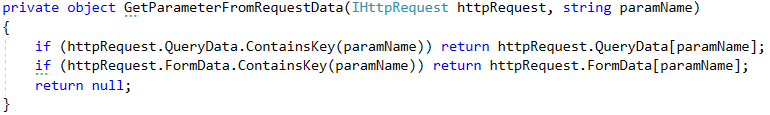 private object GetParameterFromRequestData(IHttpRequest httpRequest, string paramName)
{
    if (httpRequest.QueryData.ContainsKey(paramName)) return httpRequest.QueryData[paramName];
    if (httpRequest.FormData.ContainsKey(paramName)) return httpRequest.FormData[paramName];
    return null;
}